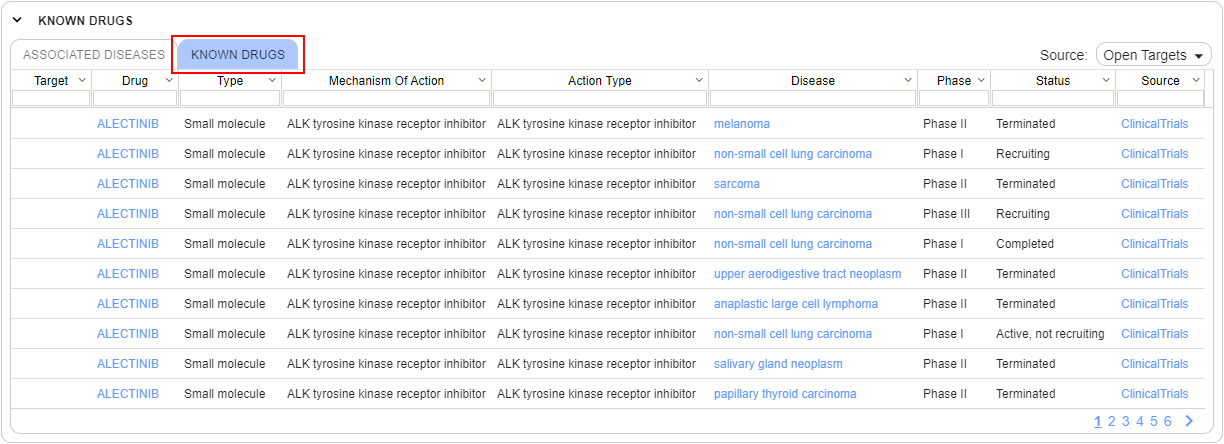 KNOWN DRUGS
ASSOCIATED DISEASES KNOWN DRUGS Source: Open Targets
Target Drug Type Mechanism Of Action Action Type Disease Phase Status Source
ALECTINIB Small molecule ALK tyrosine kinase receptor inhibitor ALK tyrosine kinase receptor inhibitor melanoma Phase II Terminated ClinicalTrials
ALECTINIB Small molecule ALK tyrosine kinase receptor inhibitor ALK tyrosine kinase receptor inhibitor non-small cell lung carcinoma Phase I Recruiting ClinicalTrials
ALECTINIB Small molecule ALK tyrosine kinase receptor inhibitor ALK tyrosine kinase receptor inhibitor sarcoma Phase II Terminated ClinicalTrials
ALECTINIB Small molecule ALK tyrosine kinase receptor inhibitor ALK tyrosine kinase receptor inhibitor non-small cell lung carcinoma Phase III Recruiting ClinicalTrials
ALECTINIB Small molecule ALK tyrosine kinase receptor inhibitor ALK tyrosine kinase receptor inhibitor non-small cell lung carcinoma Phase I Completed ClinicalTrials
ALECTINIB Small molecule ALK tyrosine kinase receptor inhibitor ALK tyrosine kinase receptor inhibitor upper aerodigestive tract neoplasm Phase II Terminated ClinicalTrials
ALECTINIB Small molecule ALK tyrosine kinase receptor inhibitor ALK tyrosine kinase receptor inhibitor anaplastic large cell lymphoma Phase II Terminated ClinicalTrials
ALECTINIB Small molecule ALK tyrosine kinase receptor inhibitor ALK tyrosine kinase receptor inhibitor non-small cell lung carcinoma Phase I Active, not recruiting ClinicalTrials
ALECTINIB Small molecule ALK tyrosine kinase receptor inhibitor ALK tyrosine kinase receptor inhibitor salivary gland neoplasm Phase II Terminated ClinicalTrials
ALECTINIB Small molecule ALK tyrosine kinase receptor inhibitor ALK tyrosine kinase receptor inhibitor papillary thyroid carcinoma Phase II Terminated ClinicalTrials
1 2 3 4 5 6